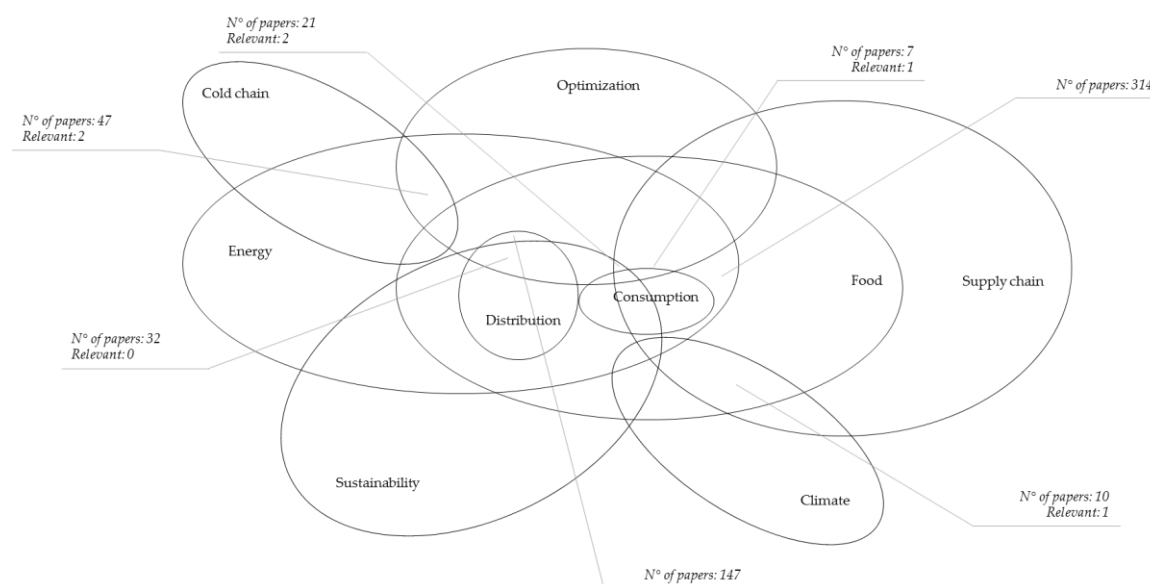 N° of papers: 21
Relevant: 2
N° of papers: 7
Relevant: 1
Optimization
Cold chain
N° of papers: 314
N° of papers: 47
Relevant: 2
Energy
Food
Supply chain
Consumption
Distribution
N° of papers: 32
Relevant: 0
Sustainability
Climate
N° of papers: 10
Relevant: 1
N° of papers: 147